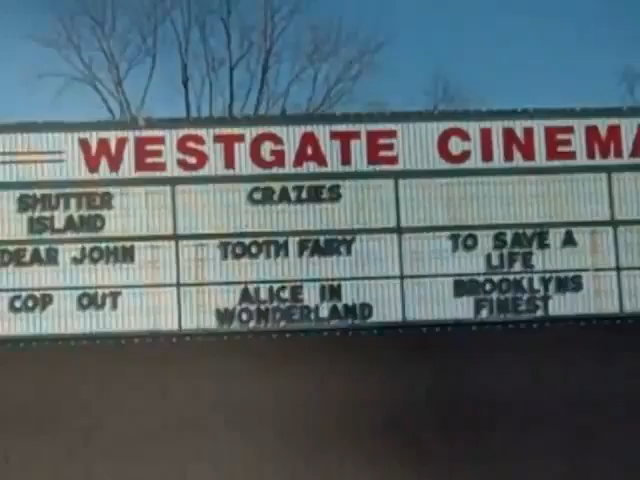 WESTGATE CINEMA
SHUTTER
ISLAND
CRAZIES
DEAR JOHN
TOOTH FAIRY
TO SAVE A
LIFE
COP OUT
ALICE IN
WONDERLAND
BROOKLYNS
FINEST